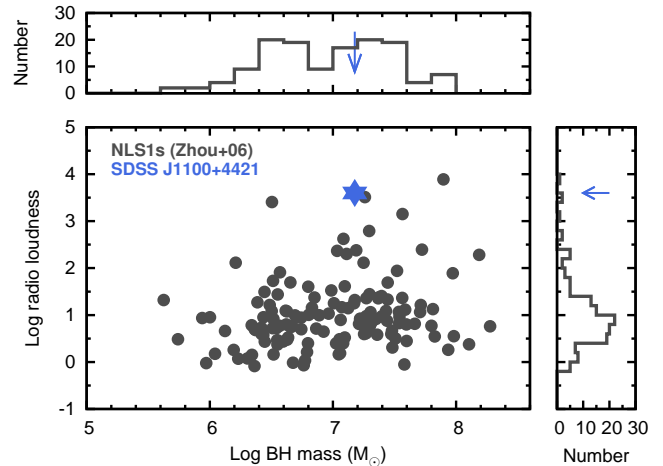 30
20
10
0
Number
5
4
3
2
1
0
-1
Log radio loudness
NLS1s (Zhou+06)
SDSS J1100+4421
5 6 7 8
Log BH mass (M☉)
0 10 20 30
Number